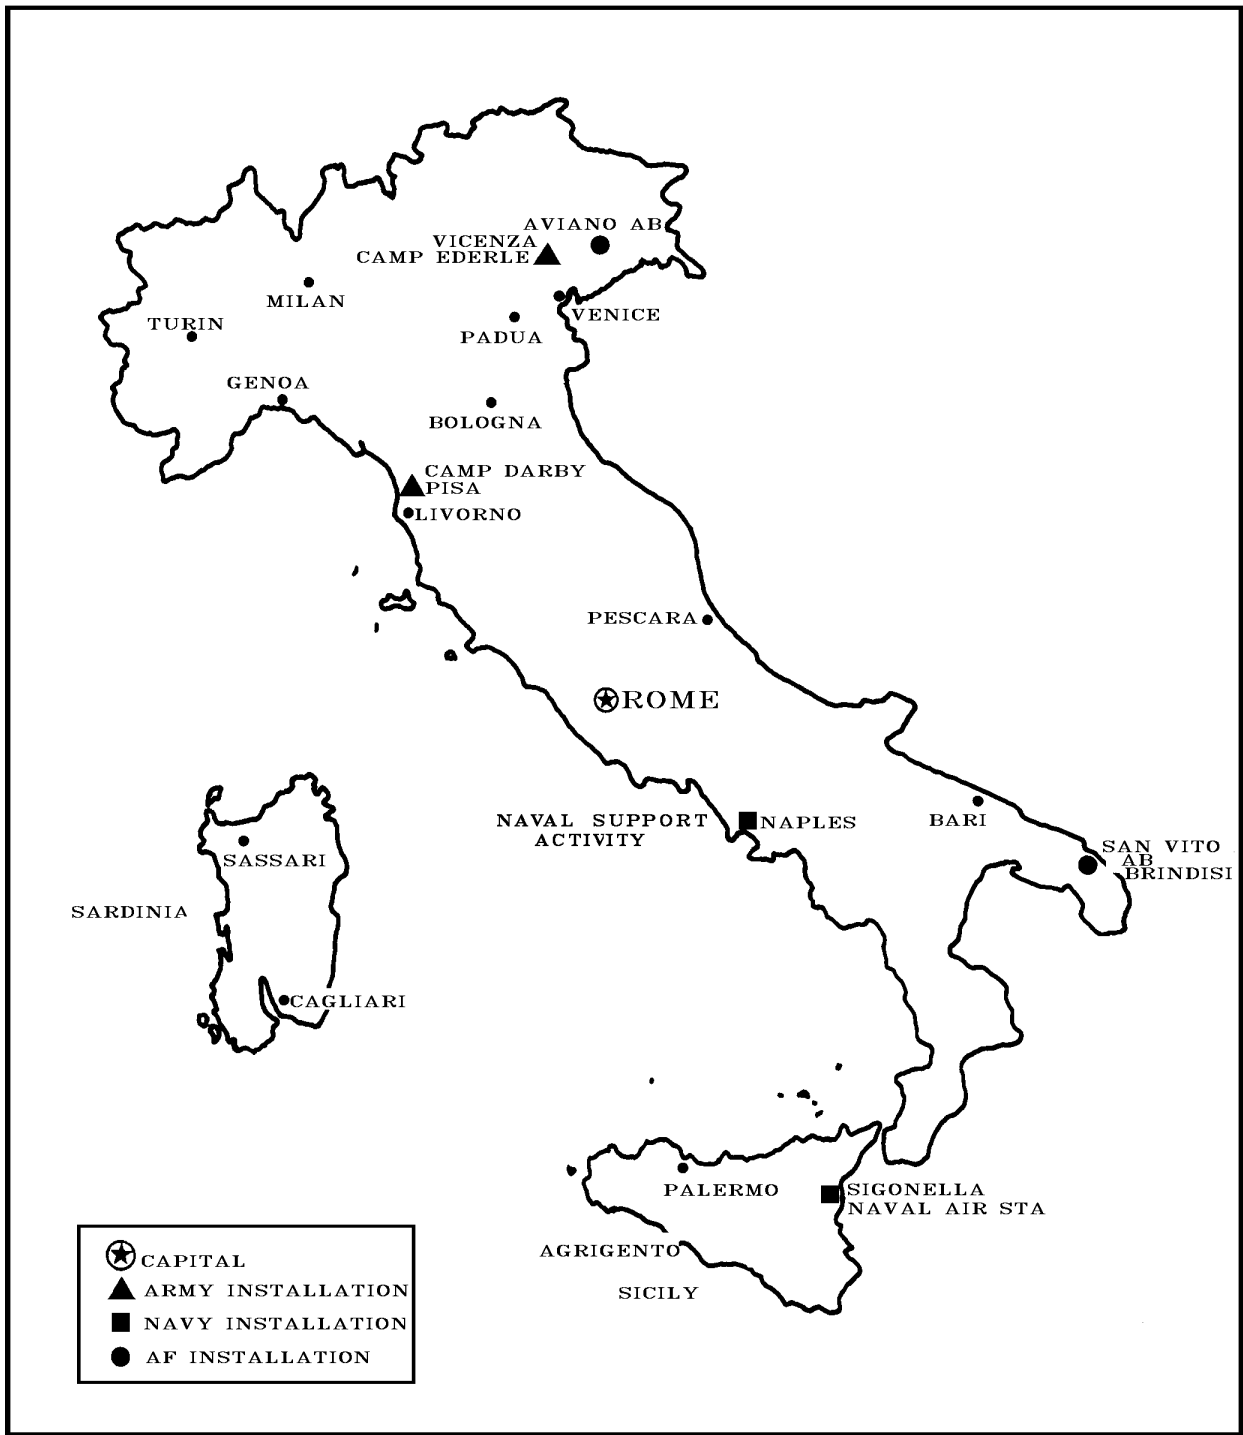 AVIANO AB
VICENZA
CAMP EDERLE
MILAN
VENICE
TURIN
PADUA
GENOA
BOLOGNA
CAMP DARBY
PISA
LIVORNO
PESCARA
ROME
NAVAL SUPPORT
ACTIVITY
NAPLES
BARI
SAN VITO
AB
BRINDISI
SASSARI
SARDINIA
CAGLIARI
PALERMO
SIGONELLA
NAVAL AIR STA
AGRIGENTO
SICILY
CAPITAL
ARMY INSTALLATION
NAVY INSTALLATION
AF INSTALLATION